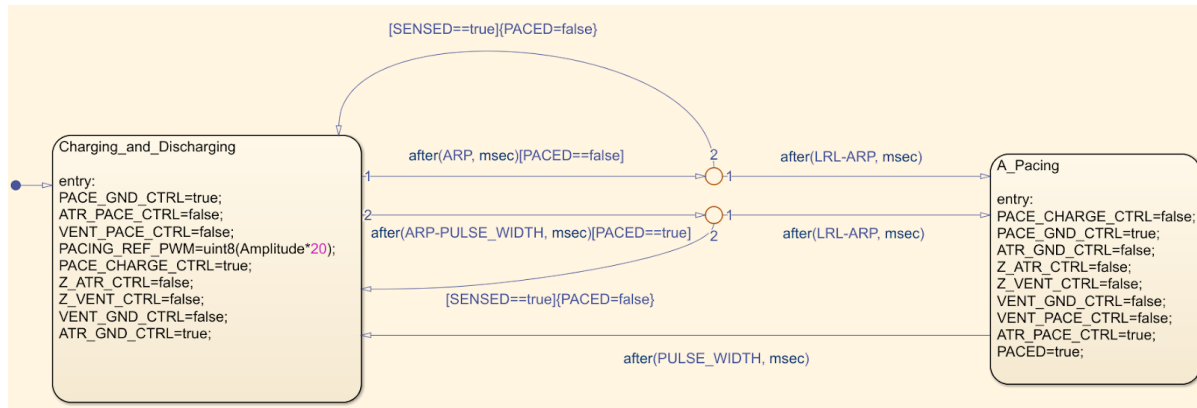 [SENSED==true]{PACED=false}
Charging_and_Discharging
entry:
PACE_GND_CTRL=true;
ATR_PACE_CTRL=false;
VENT_PACE_CTRL=false;
PACING_REF_PWM=uint8(Amplitude*20);
PACE_CHARGE_CTRL=true;
Z_ATR_CTRL=false;
Z_VENT_CTRL=false;
VENT_GND_CTRL=false;
ATR_GND_CTRL=true;
1
after(ARP, msec)[PACED==false]
2
1
after(LRL-ARP, msec)
2
after(ARP-PULSE_WIDTH, msec)[PACED==true]
1
2
after(LRL-ARP, msec)
[SENSED==true]{PACED=false}
after(PULSE_WIDTH, msec)
A_Pacing
entry:
PACE_CHARGE_CTRL=false;
PACE_GND_CTRL=true;
ATR_GND_CTRL=false;
Z_ATR_CTRL=false;
Z_VENT_CTRL=false;
VENT_GND_CTRL=false;
VENT_PACE_CTRL=false;
ATR_PACE_CTRL=true;
PACED=true;